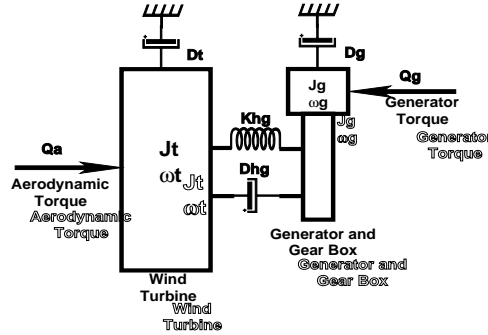 Dt
Dg
Qg
Generator
Torque
Generator
Torque
Jg
ωg
Jg
ωg
Khg
Jt
ωt
Jt
ωt
Dhg
Qa
Aerodynamic
Torque
Aerodynamic
Torque
Generator and
Gear Box
Generator and
Gear Box
Wind
Turbine
Wind
Turbine